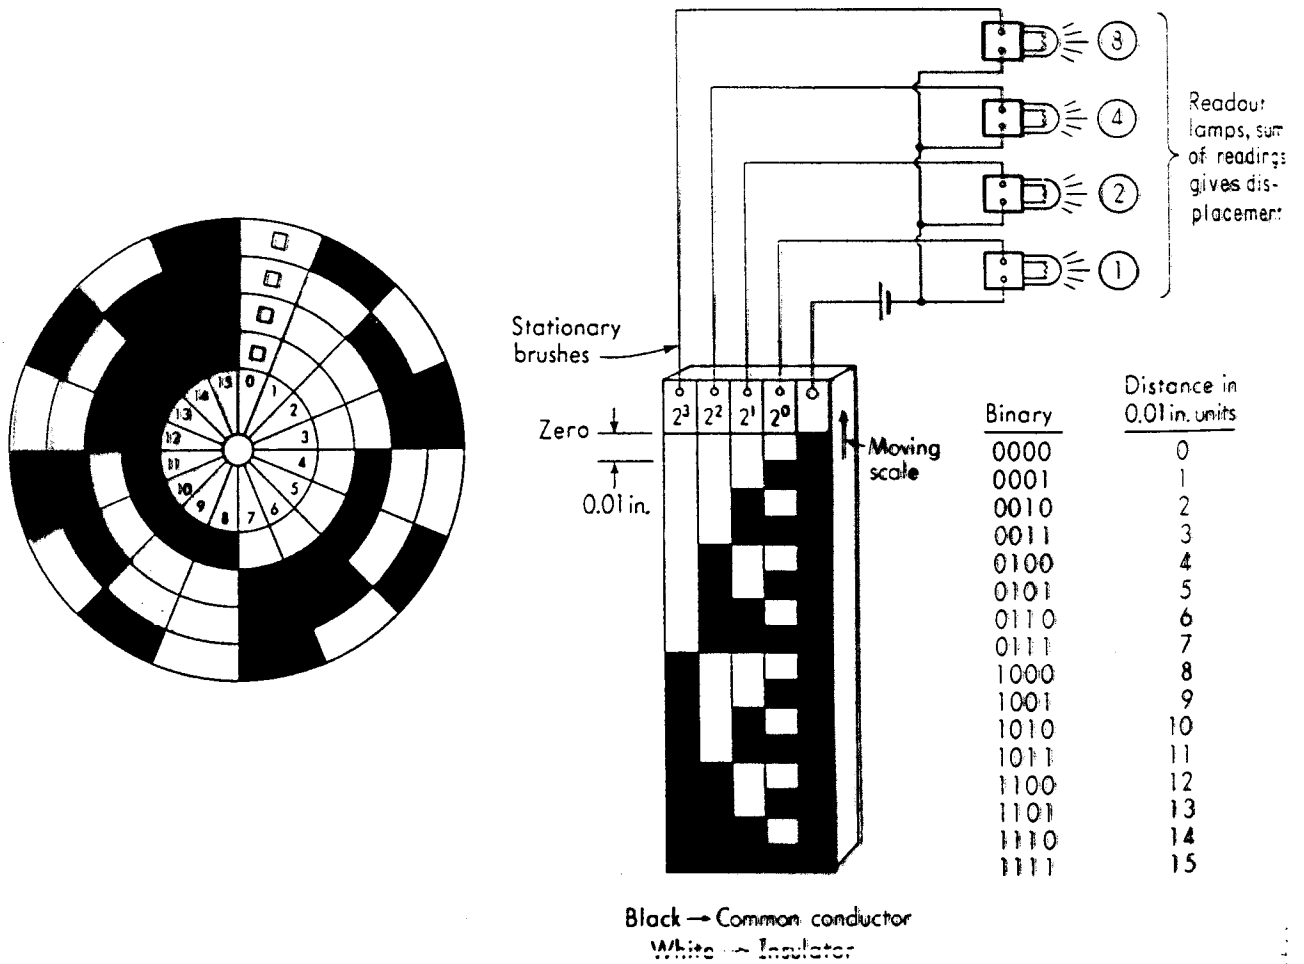 8
4
2
1
Readout
lamps, sum
of readings
gives dis-
placement
Stationary
brushes
2³ 2² 2¹ 2⁰
Zero
0.01 in.
Moving
scale
0 1 2 3 4 5 6 7 8 9 10 11 12 13 14 15
Binary Distance in
0.01 in. units
0000 0
0001 1
0010 2
0011 3
0100 4
0101 5
0110 6
0111 7
1000 8
1001 9
1010 10
1011 11
1100 12
1101 13
1110 14
1111 15
Black → Common conductor
White → Insulator